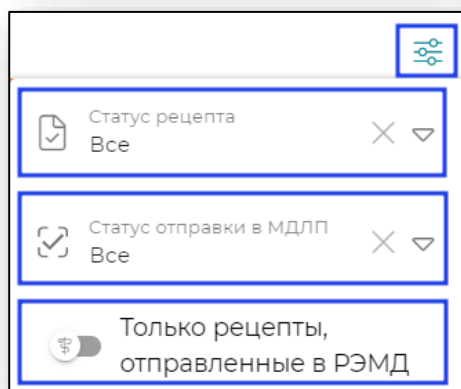 Статус рецепта
Все
Статус отправки в МДЛП
Все
Только рецепты,
отправленные в РЭМД